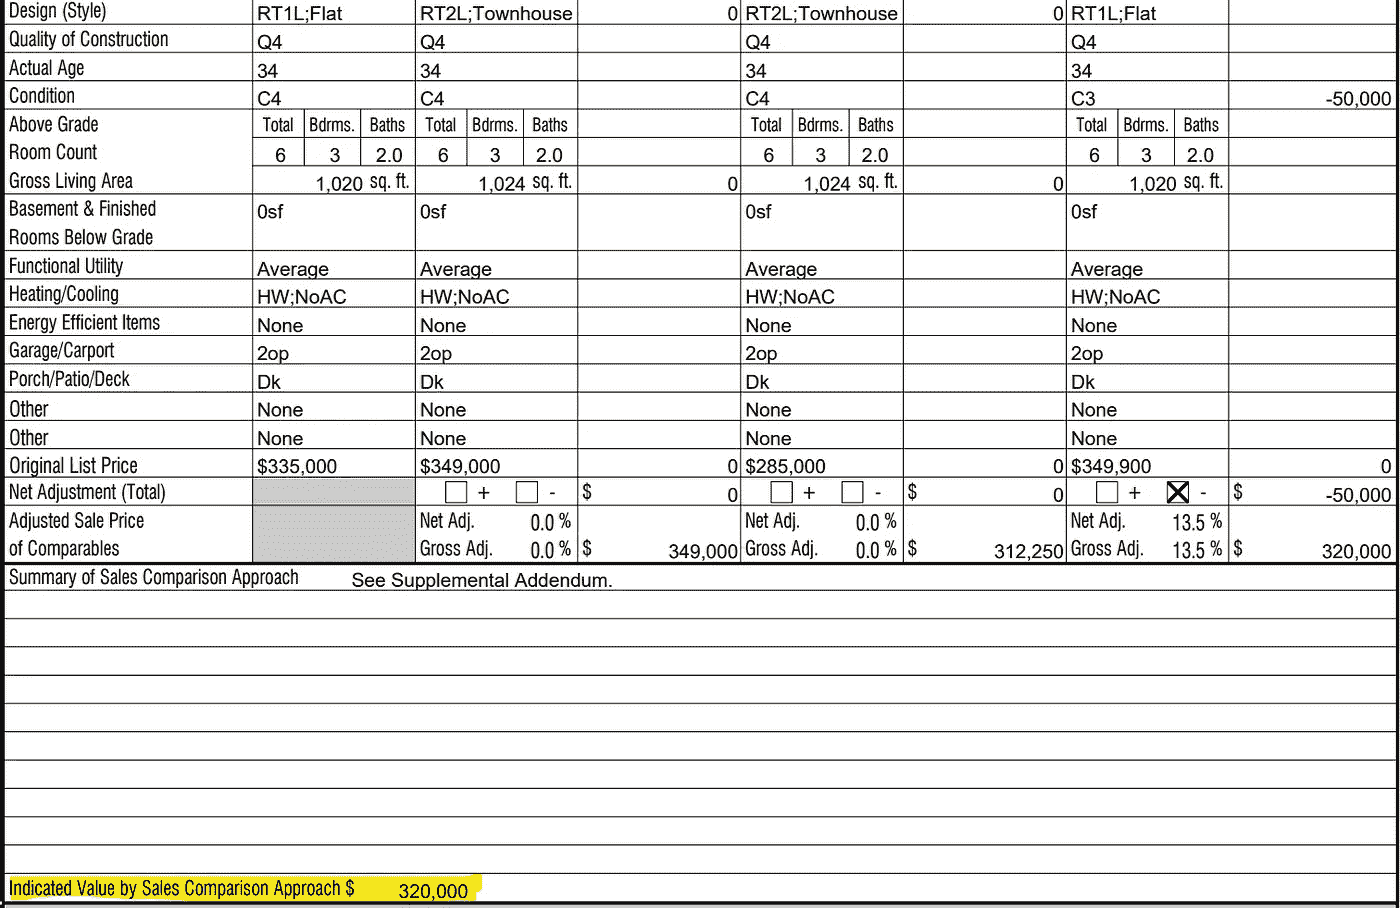 Design (Style) RT1L;Flat RT2L;Townhouse 0 RT2L;Townhouse 0 RT1L;Flat
Quality of Construction Q4 Q4 Q4 Q4
Actual Age 34 34 34 34
Condition C4 C4 C4 C3 -50,000
Above Grade Total Bdrms. Baths Total Bdrms. Baths Total Bdrms. Baths Total Bdrms. Baths
Room Count 6 3 2.0 6 3 2.0 6 3 2.0 6 3 2.0
Gross Living Area 1,020 sq. ft. 1,024 sq. ft. 0 1,024 sq. ft. 0 1,020 sq. ft.
Basement & Finished 0sf 0sf 0sf 0sf
Rooms Below Grade
Functional Utility Average Average Average Average
Heating/Cooling HW;NoAC HW;NoAC HW;NoAC HW;NoAC
Energy Efficient Items None None None None
Garage/Carport 2op 2op 2op 2op
Porch/Patio/Deck Dk Dk Dk Dk
Other None None None None
Other None None None None
Original List Price $335,000 $349,000 0 $285,000 0 $349,900 0
Net Adjustment (Total) + - $ 0 + - $ 0 + X - $ -50,000
Adjusted Sale Price Net Adj. 0.0 % Net Adj. 0.0 % Net Adj. 13.5 %
of Comparables Gross Adj. 0.0 % $ 349,000 Gross Adj. 0.0 % $ 312,250 Gross Adj. 13.5 % $ 320,000
Summary of Sales Comparison Approach See Supplemental Addendum.
Indicated Value by Sales Comparison Approach $ 320,000